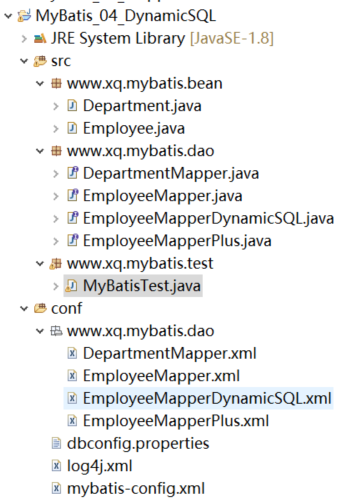 MyBatis_04_DynamicSQL
JRE System Library [JavaSE-1.8]
src
www.xq.mybatis.bean
Department.java
Employee.java
www.xq.mybatis.dao
DepartmentMapper.java
EmployeeMapper.java
EmployeeMapperDynamicSQL.java
EmployeeMapperPlus.java
www.xq.mybatis.test
MyBatisTest.java
conf
www.xq.mybatis.dao
DepartmentMapper.xml
EmployeeMapper.xml
EmployeeMapperDynamicSQL.xml
EmployeeMapperPlus.xml
dbconfig.properties
log4j.xml
mybatis-config.xml